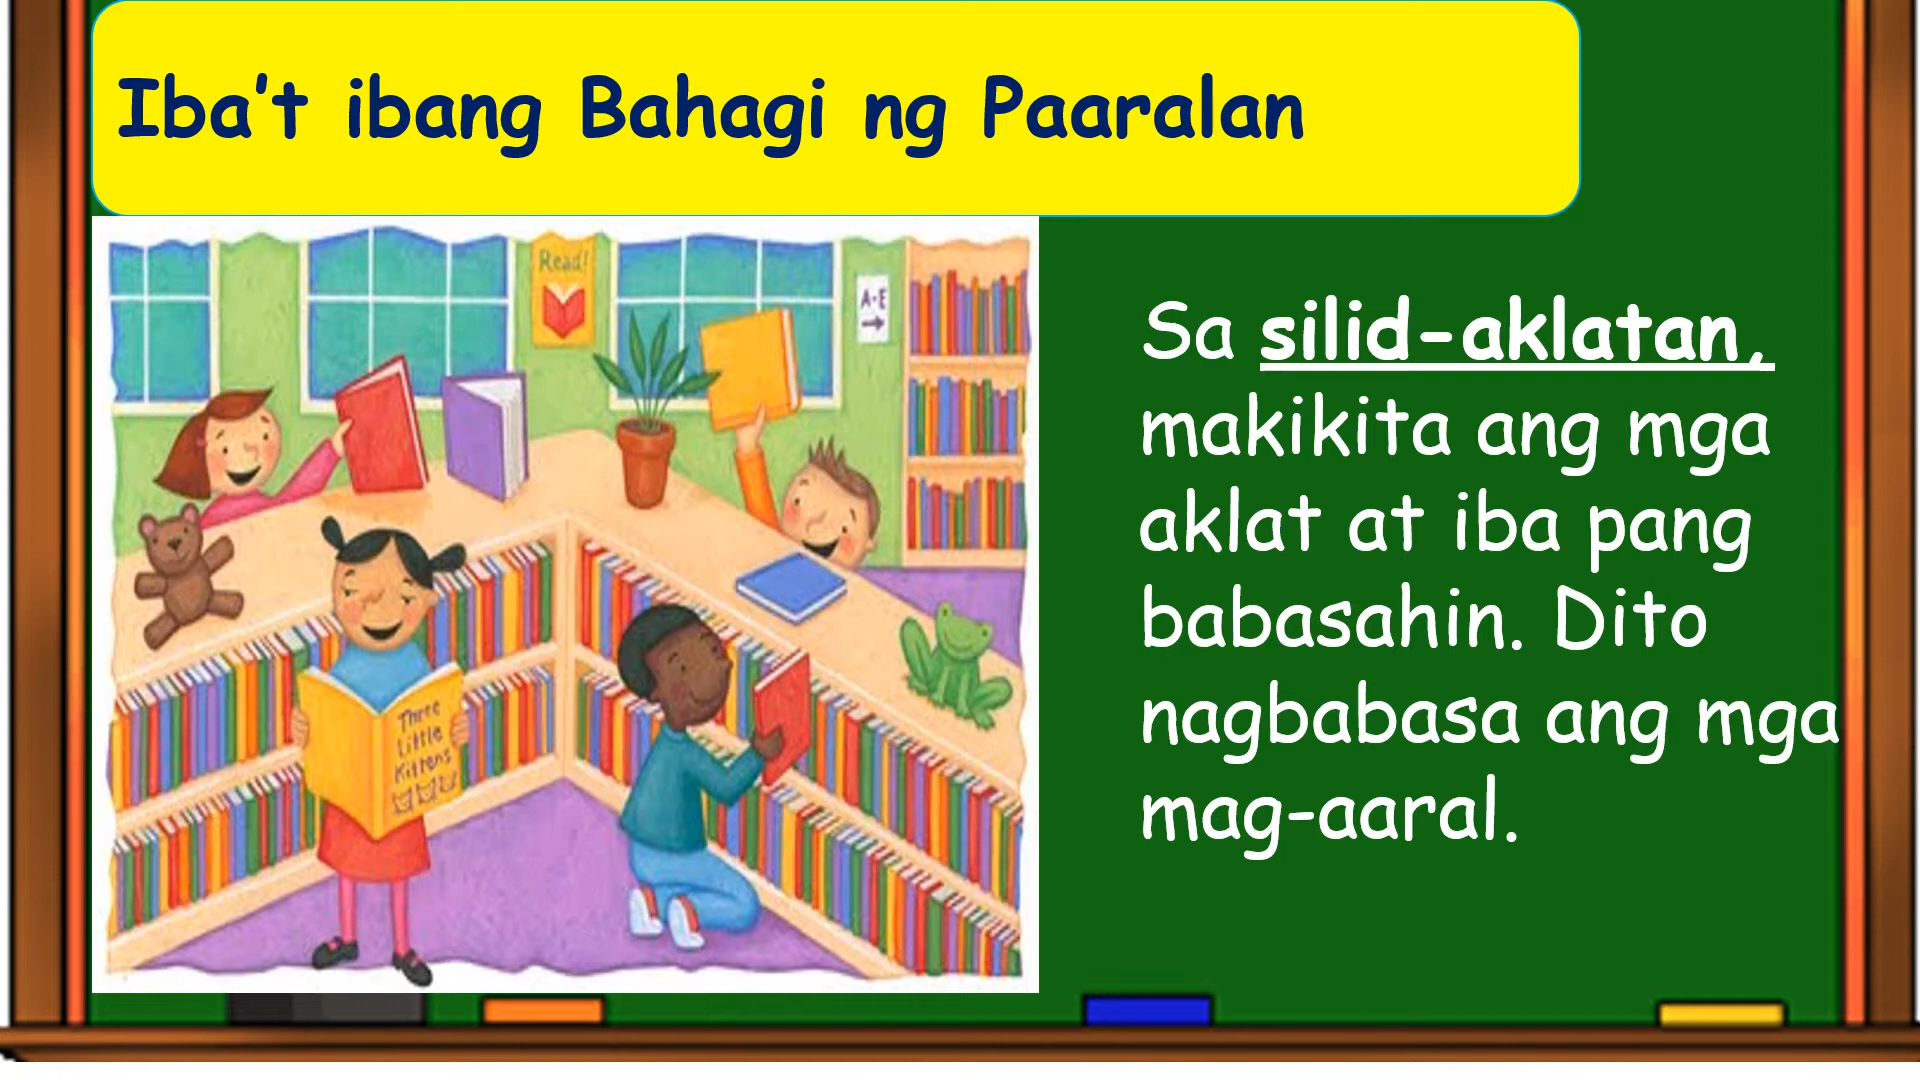 Iba't ibang Bahagi ng Paaralan
Read!
A-E
Three
Little
Kittens
Sa silid-aklatan,
makikita ang mga
aklat at iba pang
babasahin. Dito
nagbabasa ang mga
mag-aaral.